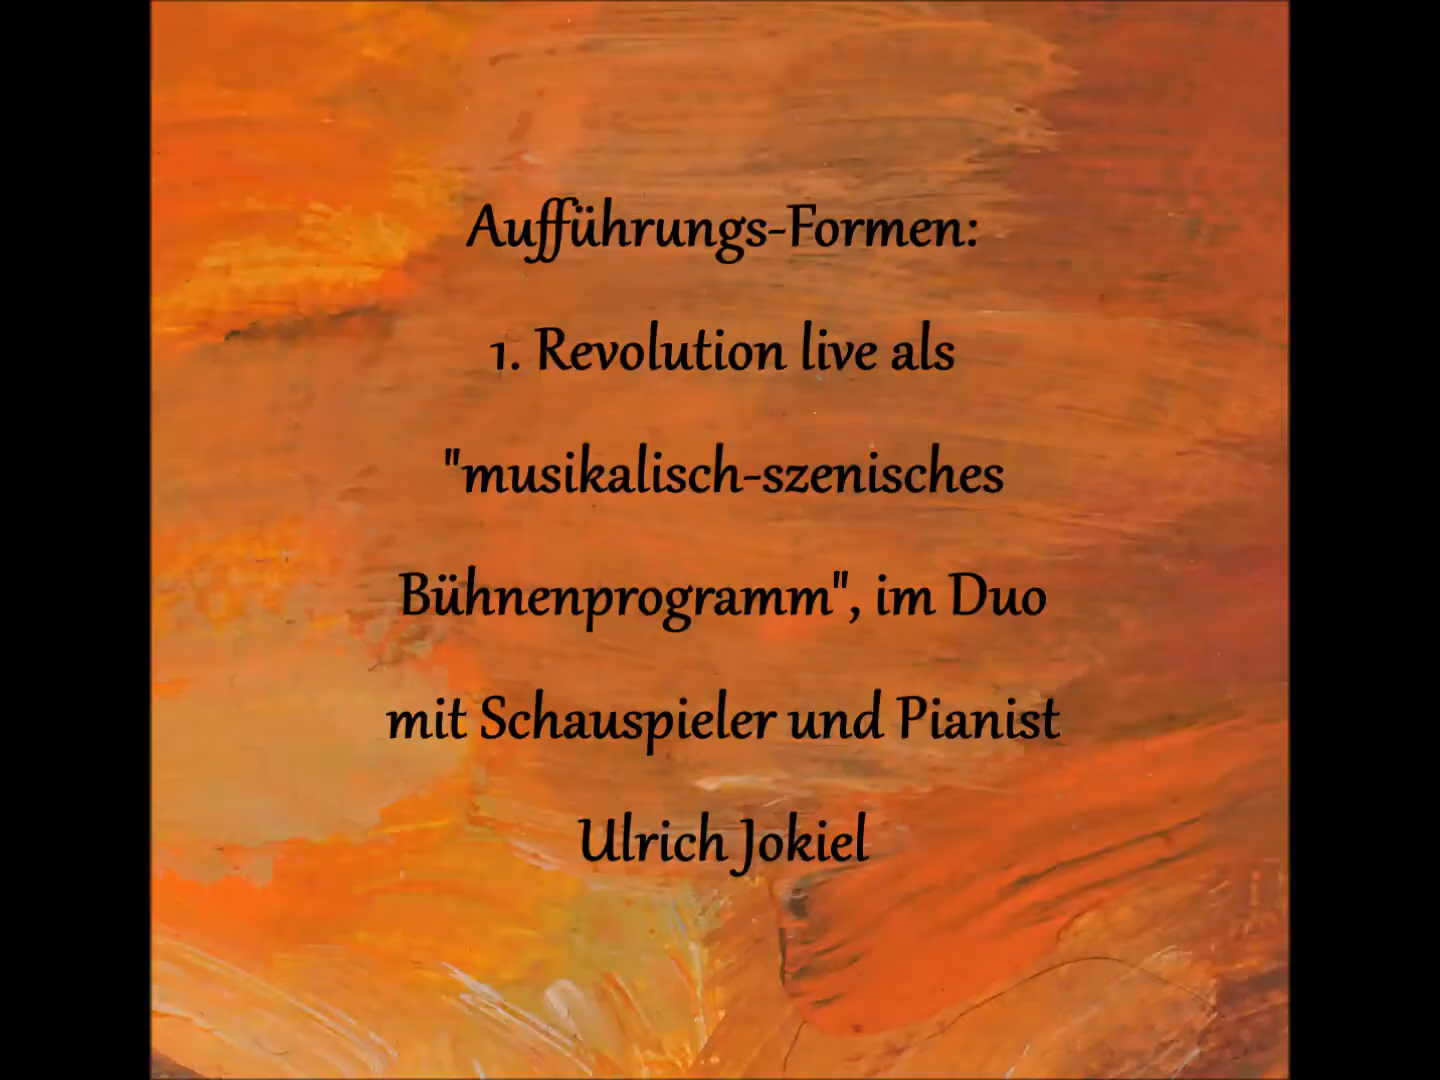 Aufführungs-Formen:
1. Revolution live als
"musikalisch-szenisches
Bühnenprogramm", im Duo
mit Schauspieler und Pianist
Ulrich Jokiel